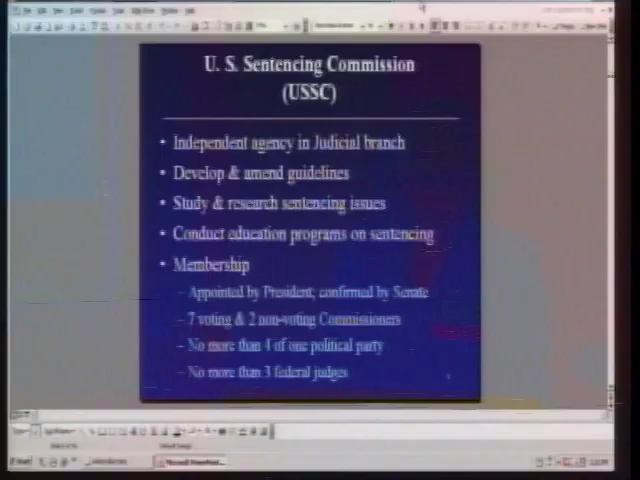 U. S. Sentencing Commission
(USSC)
• Independent agency in Judicial branch
• Develop & amend guidelines
• Study & research sentencing issues
• Conduct education programs on sentencing
• Membership
– Appointed by President; confirmed by Senate
– 7 voting & 2 non-voting Commissioners
– No more than 4 of one political party
– No more than 3 federal judges